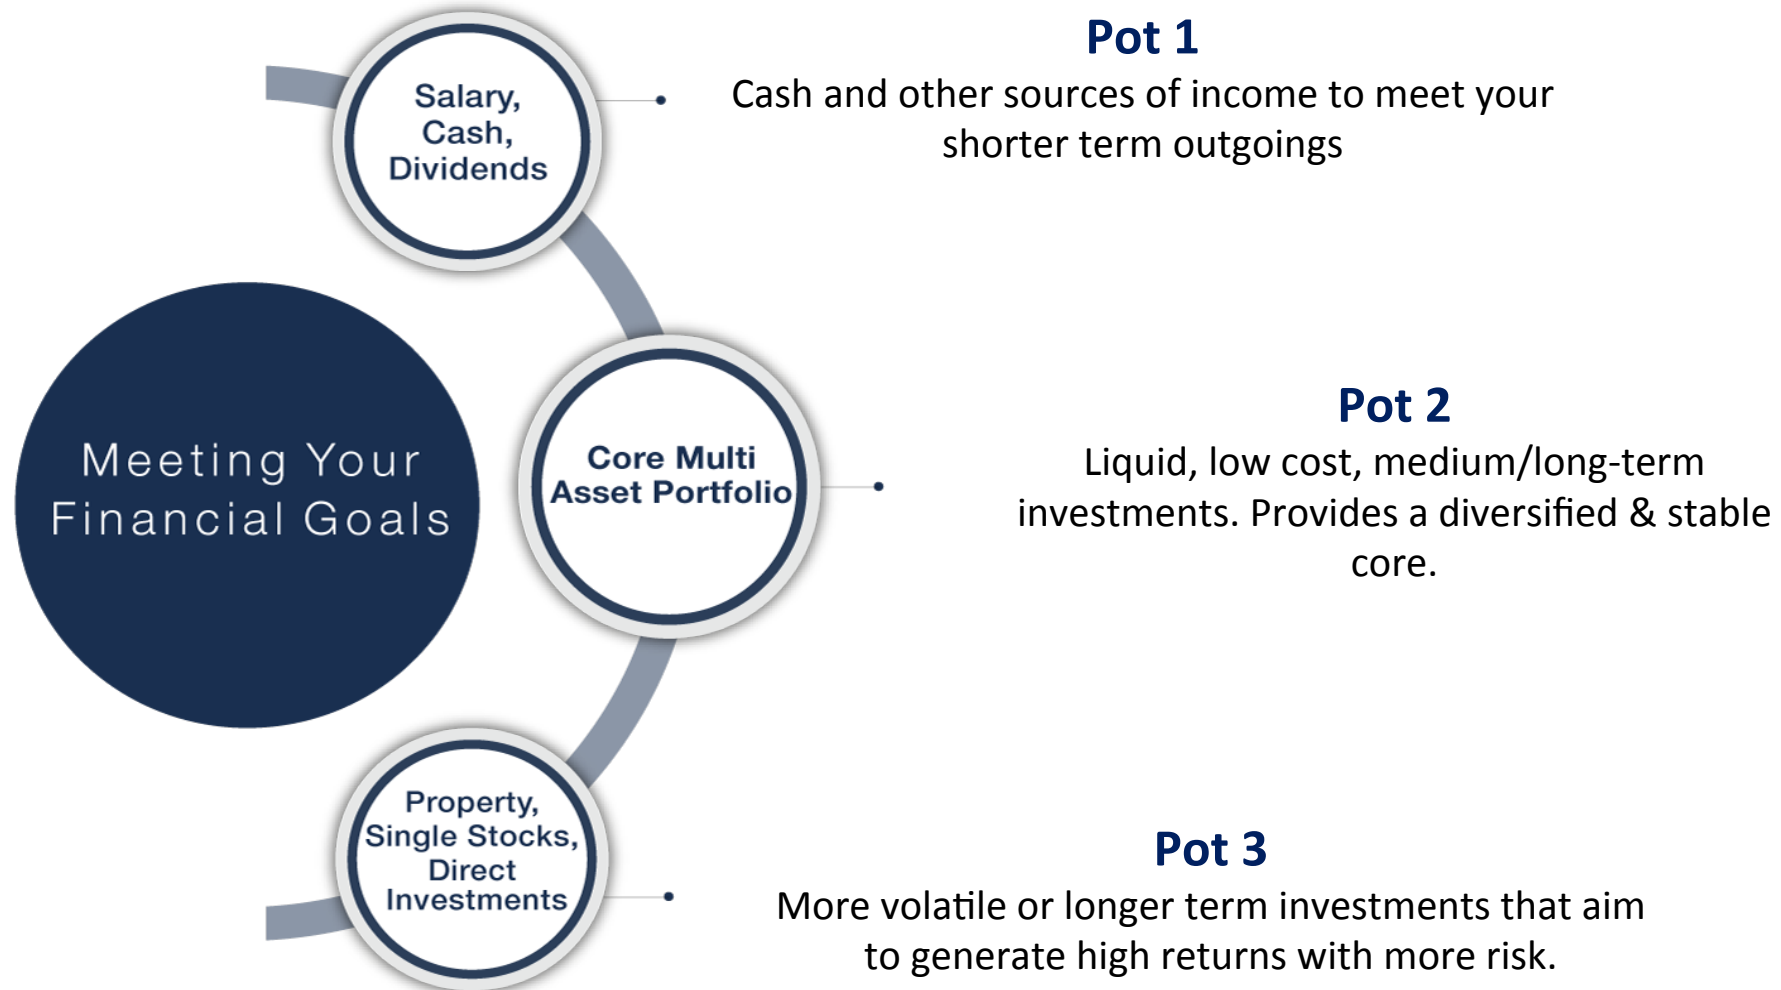 Pot 1
Salary,
Cash,
Dividends
Cash and other sources of income to meet your
shorter term outgoings
Meeting Your
Financial Goals
Core Multi
Asset Portfolio
Pot 2
Liquid, low cost, medium/long-term
investments. Provides a diversified & stable
core.
Property,
Single Stocks,
Direct
Investments
Pot 3
More volatile or longer term investments that aim
to generate high returns with more risk.